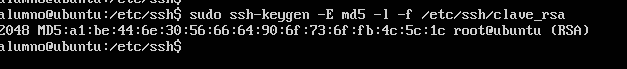 alumno@ubuntu:/etc/ssh$ sudo ssh-keygen -E md5 -l -f /etc/ssh/clave_rsa
2048 MD5:a1:be:44:6e:30:56:66:64:90:6f:73:6f:fb:4c:5c:1c root@ubuntu (RSA)
alumno@ubuntu:/etc/ssh$